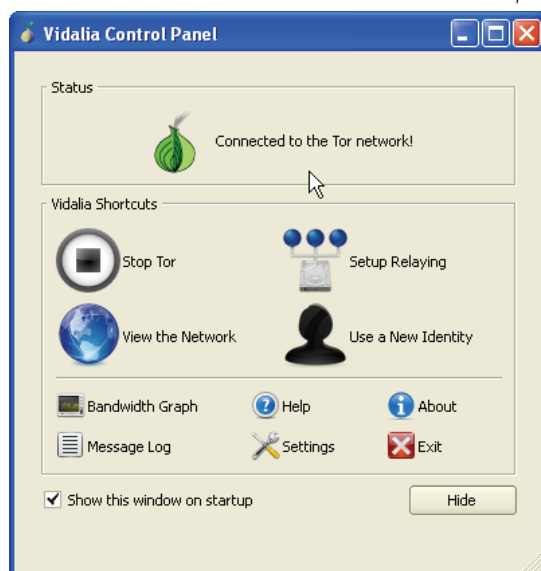 Vidalia Control Panel
Status
Connected to the Tor network!
Vidalia Shortcuts
Stop Tor
Setup Relaying
View the Network
Use a New Identity
Bandwidth Graph
Help
About
Message Log
Settings
Exit
Show this window on startup
Hide